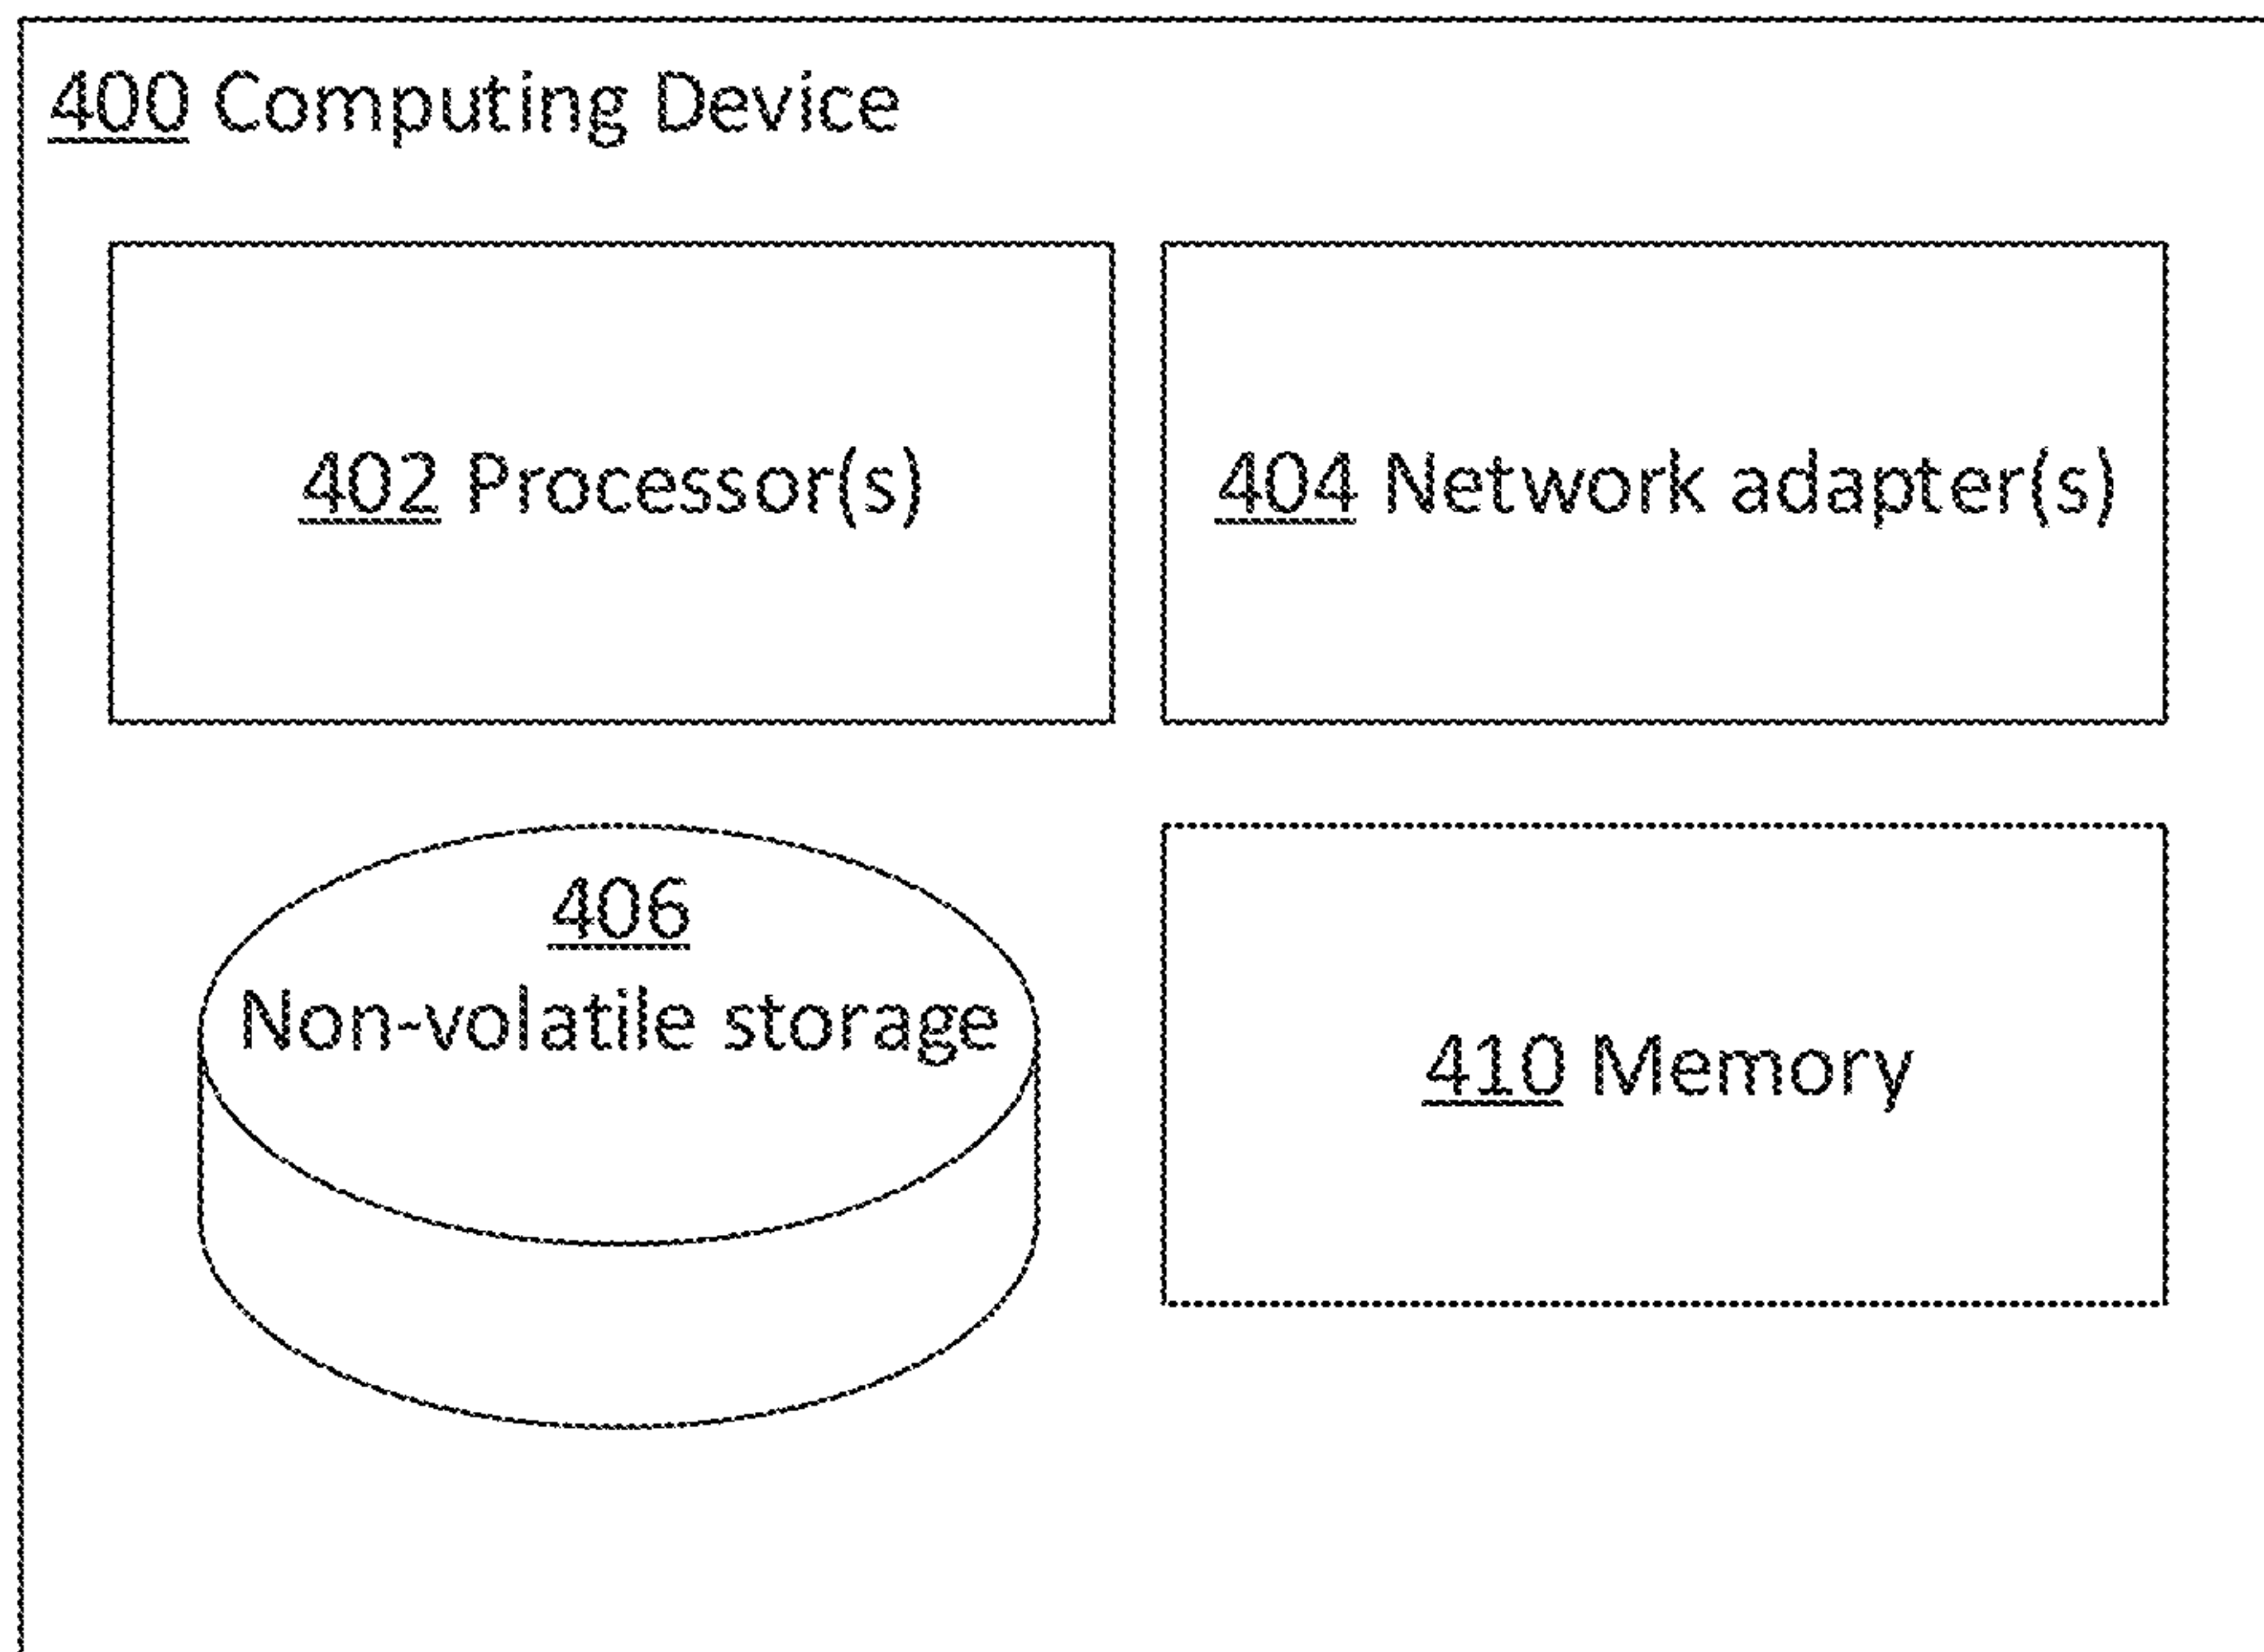 400 Computing Device
402 Processor(s)
404 Network adapter(s)
406
Non-volatile storage
410 Memory